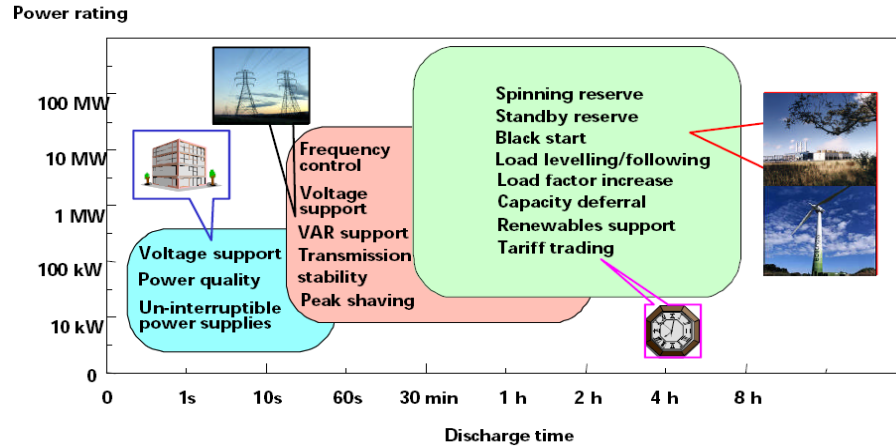 Power rating
100 MW
10 MW
1 MW
100 kW
10 kW
0
Voltage support
Power quality
Un-interruptible
power supplies
Frequency
control
Voltage
support
VAR support
Transmission
stability
Peak shaving
Spinning reserve
Standby reserve
Black start
Load levelling/following
Load factor increase
Capacity deferral
Renewables support
Tariff trading
0
1s
10s
60s
30 min
1 h
2 h
4 h
8 h
Discharge time